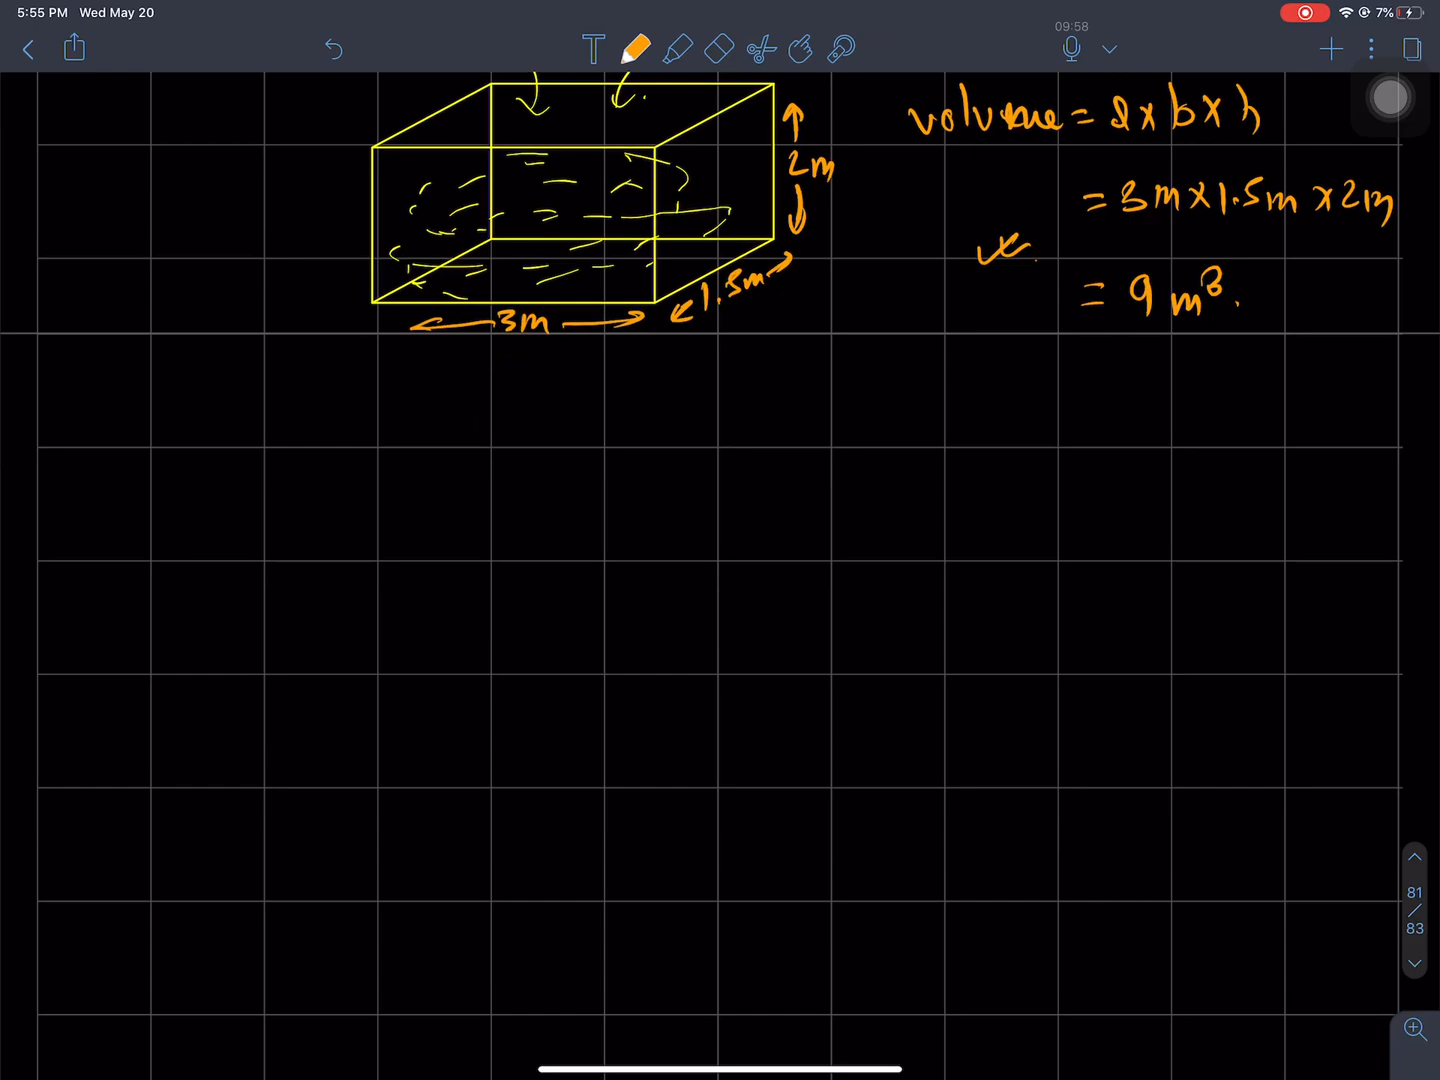 5:55 PM Wed May 20
7%
09:58
T
volume = l x b x h
2m
= 3m x 1.5m x 2m
1.5m
= 9 m³.
3m
81
/
83